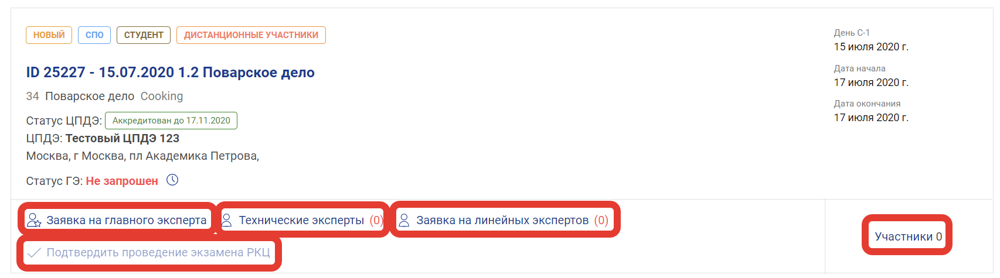 НОВЫЙ СПО СТУДЕНТ ДИСТАНЦИОННЫЕ УЧАСТНИКИ
ID 25227 - 15.07.2020 1.2 Поварское дело
34 Поварское дело Cooking
Статус ЦПДЭ: Аккредитован до 17.11.2020
ЦПДЭ: Тестовый ЦПДЭ 123
Москва, г Москва, пл Академика Петрова,
Статус ГЭ: Не запрошен
День С-1
15 июля 2020 г.
Дата начала
17 июля 2020 г.
Дата окончания
17 июля 2020 г.
Заявка на главного эксперта Технические эксперты (0) Заявка на линейных экспертов (0)
Подтвердить проведение экзамена РКЦ
Участники 0